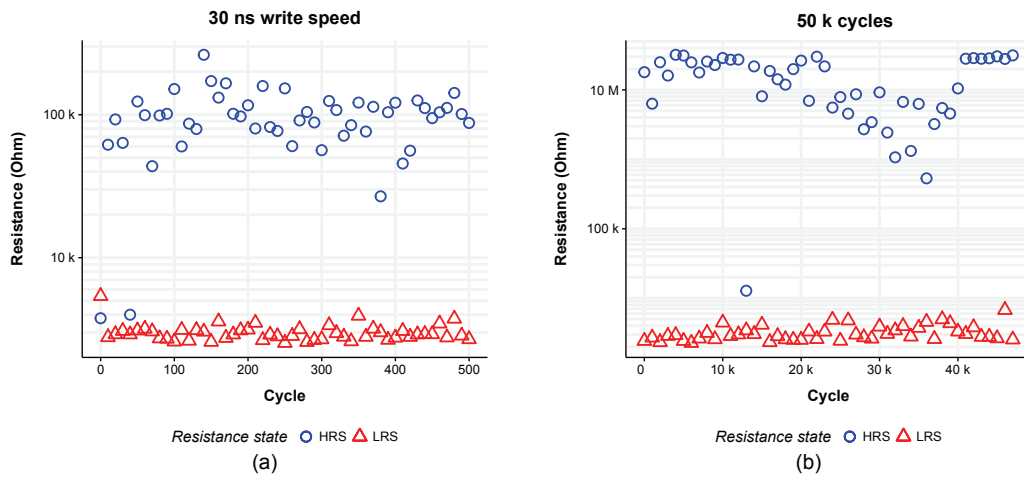 30 ns write speed
Resistance (Ohm)
100 k
10 k
0 100 200 300 400 500
Cycle
Resistance state HRS LRS
(a)
50 k cycles
Resistance (Ohm)
10 M
100 k
0 10 k 20 k 30 k 40 k
Cycle
Resistance state HRS LRS
(b)